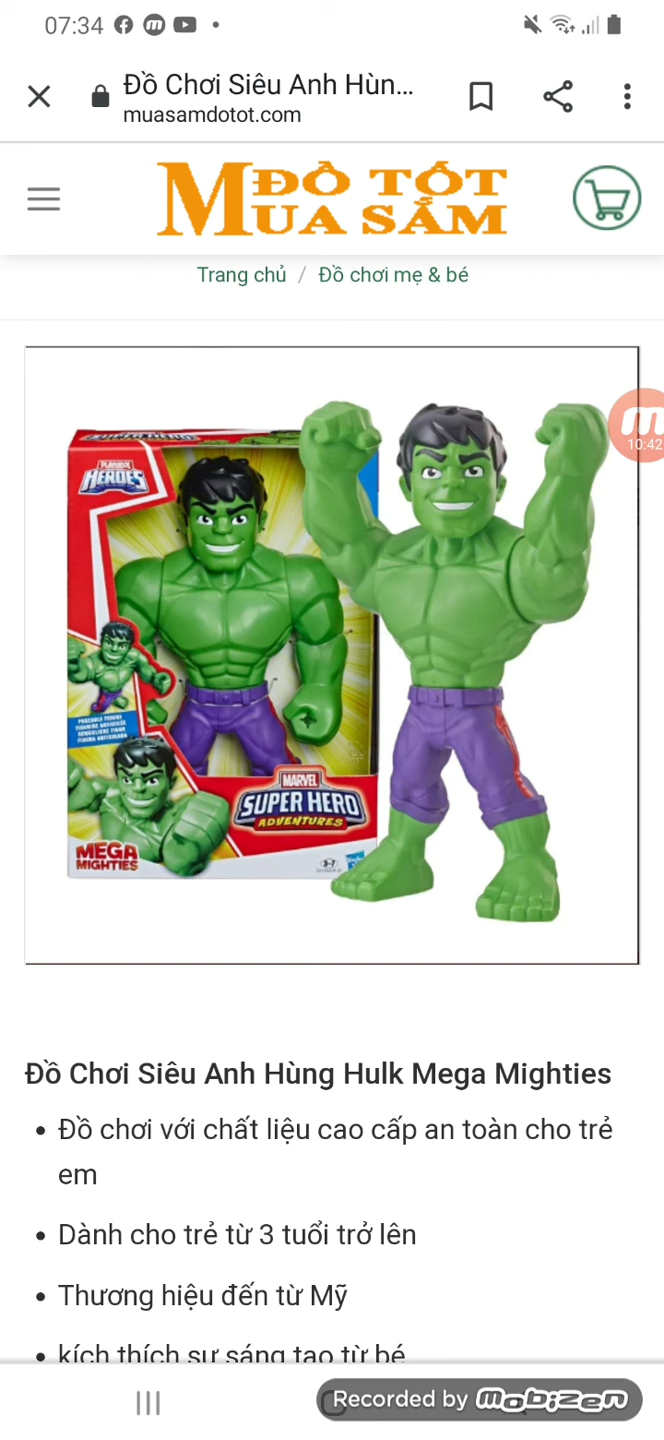 07:34
Đồ Chơi Siêu Anh Hùn...
muasamdotot.com
ĐỒ TỐT
MUA SẮM
Trang chủ / Đồ chơi mẹ & bé
10:42
PLAYSKOOL
HEROES
MEGA
MIGHTIES
MARVEL
SUPER HERO
ADVENTURES
3-7
Đồ Chơi Siêu Anh Hùng Hulk Mega Mighties
• Đồ chơi với chất liệu cao cấp an toàn cho trẻ
em
• Dành cho trẻ từ 3 tuổi trở lên
• Thương hiệu đến từ Mỹ
• kích thích sự sáng tạo từ bé
Recorded by mobizen